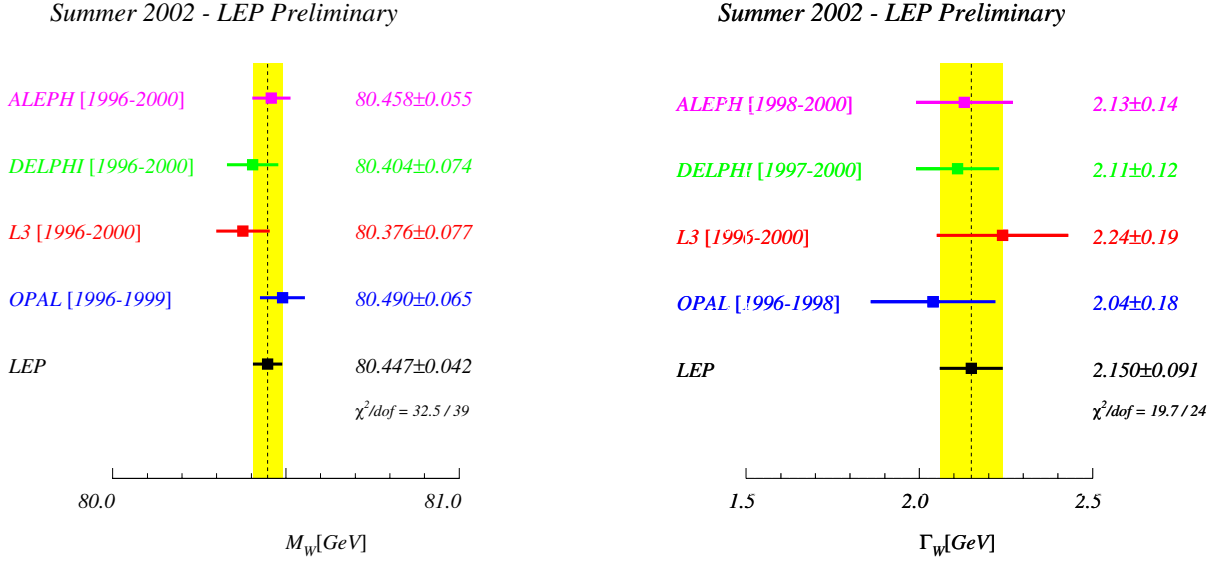 Summer 2002 - LEP Preliminary
ALEPH [1996-2000] 80.458±0.055
DELPHI [1996-2000] 80.404±0.074
L3 [1996-2000] 80.376±0.077
OPAL [1996-1999] 80.490±0.065
LEP 80.447±0.042
χ²/dof = 32.5 / 39
80.0 81.0
M_W[GeV]
Summer 2002 - LEP Preliminary
ALEPH [1998-2000] 2.13±0.14
DELPHI [1997-2000] 2.11±0.12
L3 [1996-2000] 2.24±0.19
OPAL [1996-1998] 2.04±0.18
LEP 2.150±0.091
χ²/dof = 19.7 / 24
1.5 2.0 2.5
Γ_W[GeV]